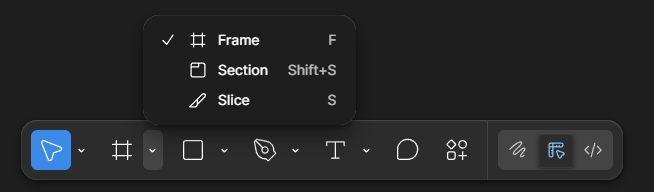 Frame F
Section Shift+S
Slice S
T